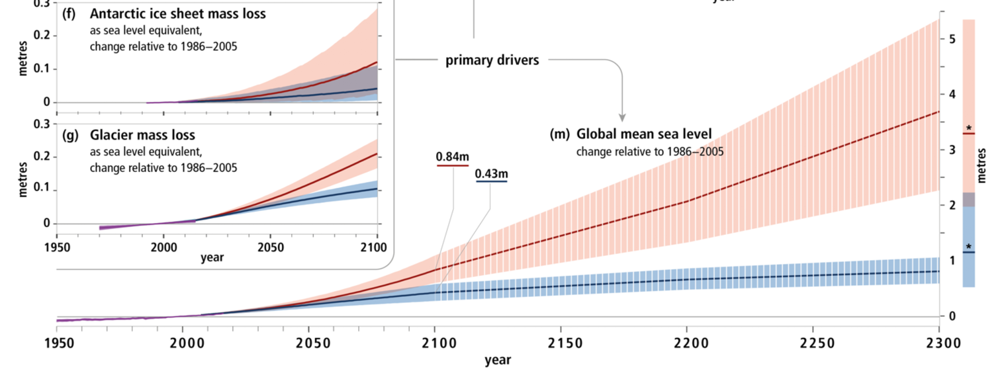 year
0.3
(f) Antarctic ice sheet mass loss
as sea level equivalent,
change relative to 1986–2005
0.2
0.1
0
metres
primary drivers
0.3
(g) Glacier mass loss
as sea level equivalent,
change relative to 1986–2005
0.2
0.1
0
metres
1950 2000 2050 2100
year
(m) Global mean sea level
change relative to 1986–2005
0.84m
0.43m
5
4
3
2
1
0
*
*
metres
1950 2000 2050 2100 2150 2200 2250 2300
year